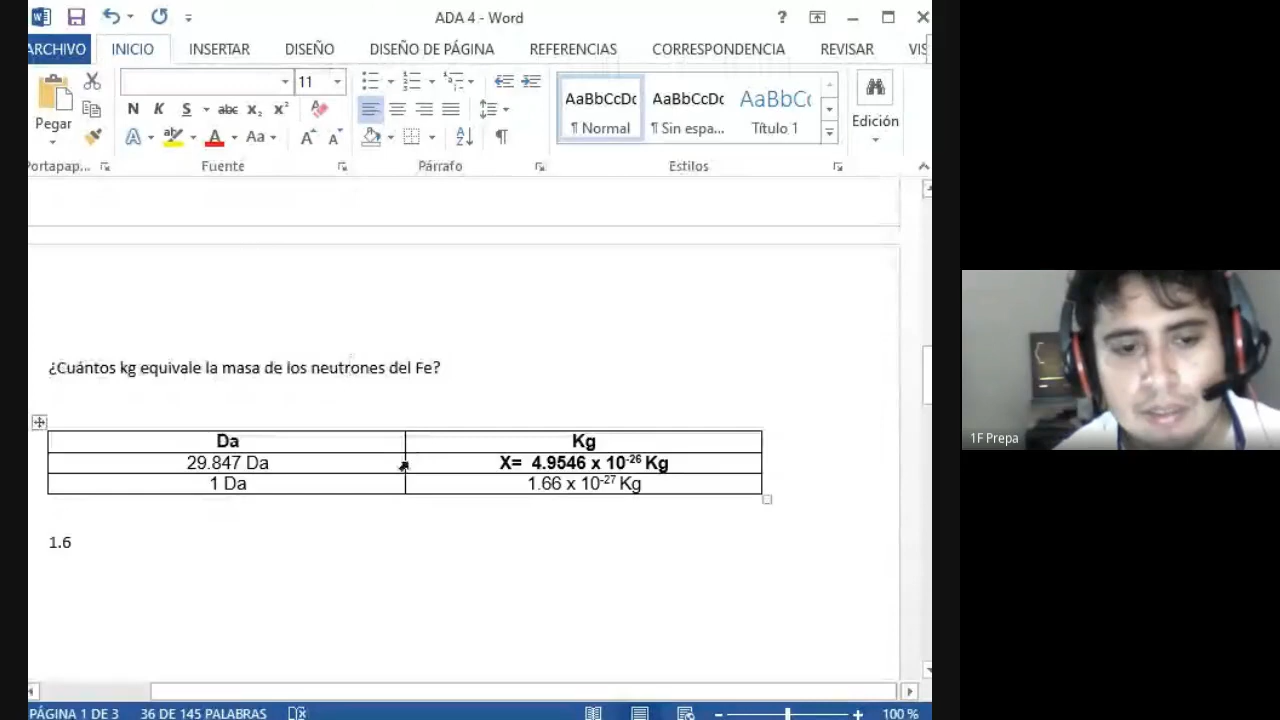 ADA 4 - Word
?
ARCHIVO INICIO INSERTAR DISEÑO DISEÑO DE PÁGINA REFERENCIAS CORRESPONDENCIA REVISAR VIS
11
AaBbCcDc AaBbCcDc AaBbCc
Pegar N K S abc x₂ x² Edición
¶ Normal ¶ Sin espa... Título 1
A A Aa A A
Portapap... Fuente Párrafo Estilos
¿Cuántos kg equivale la masa de los neutrones del Fe?
Da Kg
29.847 Da X= 4.9546 x 10⁻²⁶ Kg
1 Da 1.66 x 10⁻²⁷ Kg
1.6
1F Prepa
PÁGINA 1 DE 3 36 DE 145 PALABRAS 100 %